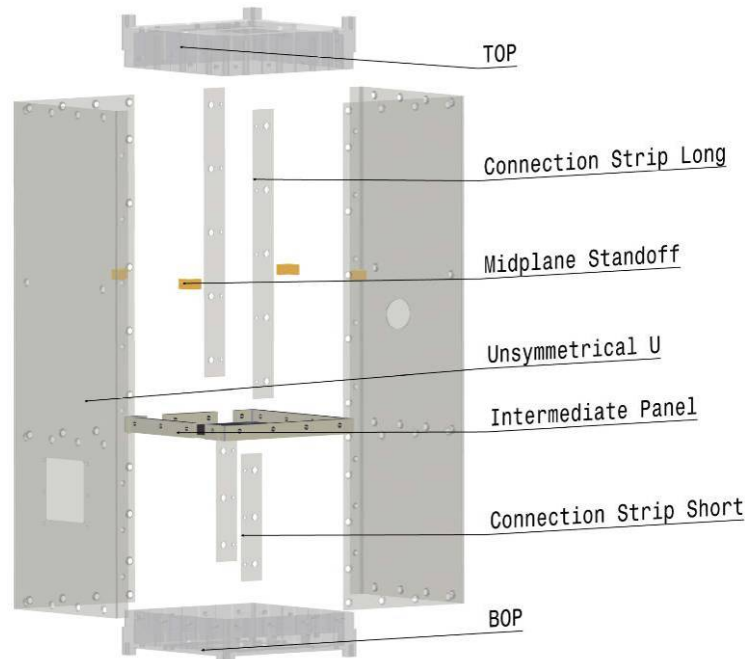 TOP
Connection Strip Long
Midplane Standoff
Unsymmetrical U
Intermediate Panel
Connection Strip Short
BOP